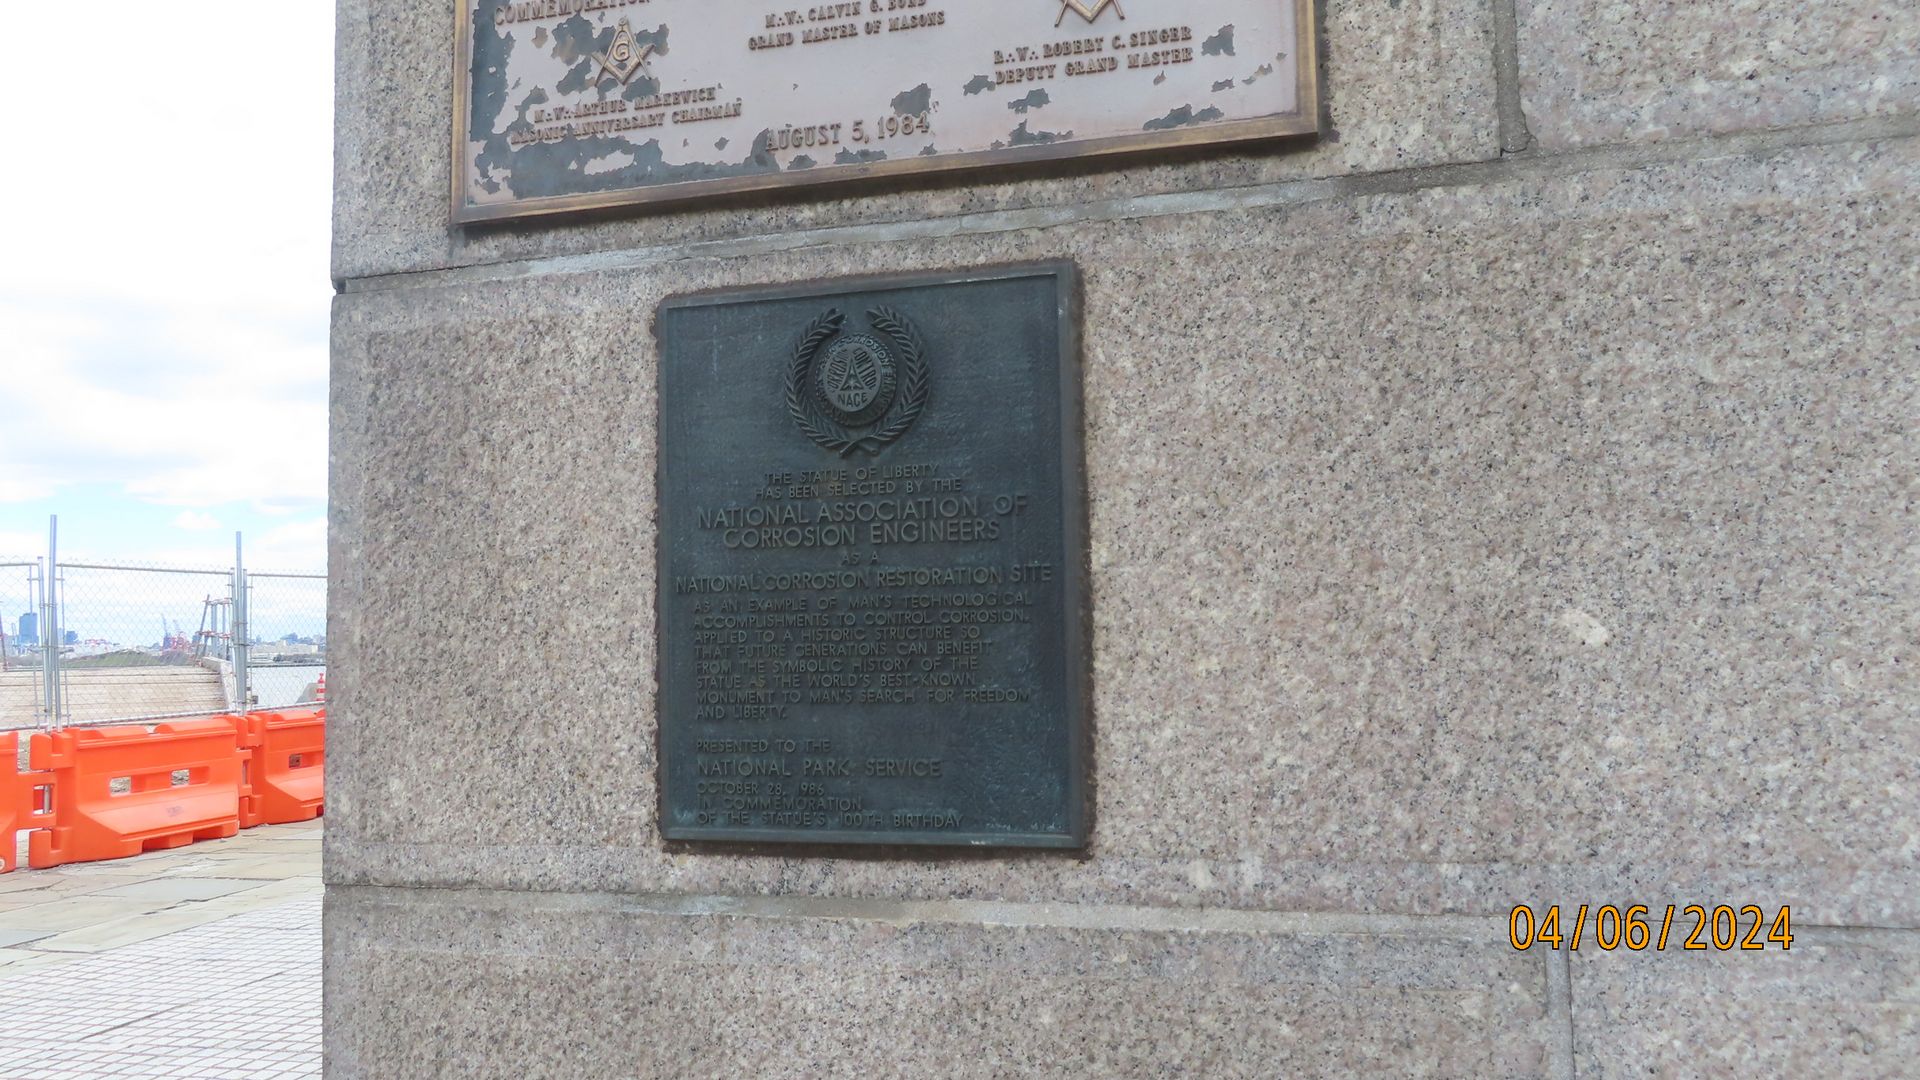 COMMEMORATION
M∴W∴ CALVIN G. BOND
GRAND MASTER OF MASONS
G
R∴W∴ ROBERT C. SINGER
DEPUTY GRAND MASTER
M∴W∴ ARTHUR MARKEWICH
MASONIC ANNIVERSARY CHAIRMAN
AUGUST 5, 1984
NACE
THE STATUE OF LIBERTY
HAS BEEN SELECTED BY THE
NATIONAL ASSOCIATION OF
CORROSION ENGINEERS
AS A
NATIONAL CORROSION RESTORATION SITE
AS AN EXAMPLE OF MAN'S TECHNOLOGICAL
ACCOMPLISHMENTS TO CONTROL CORROSION.
APPLIED TO A HISTORIC STRUCTURE SO
THAT FUTURE GENERATIONS CAN BENEFIT
FROM THE SYMBOLIC HISTORY OF THE
STATUE AS THE WORLD'S BEST-KNOWN
MONUMENT TO MAN'S SEARCH FOR FREEDOM
AND LIBERTY.
PRESENTED TO THE
NATIONAL PARK SERVICE
OCTOBER 28, 1986
IN COMMEMORATION
OF THE STATUE'S 100TH BIRTHDAY
04/06/2024